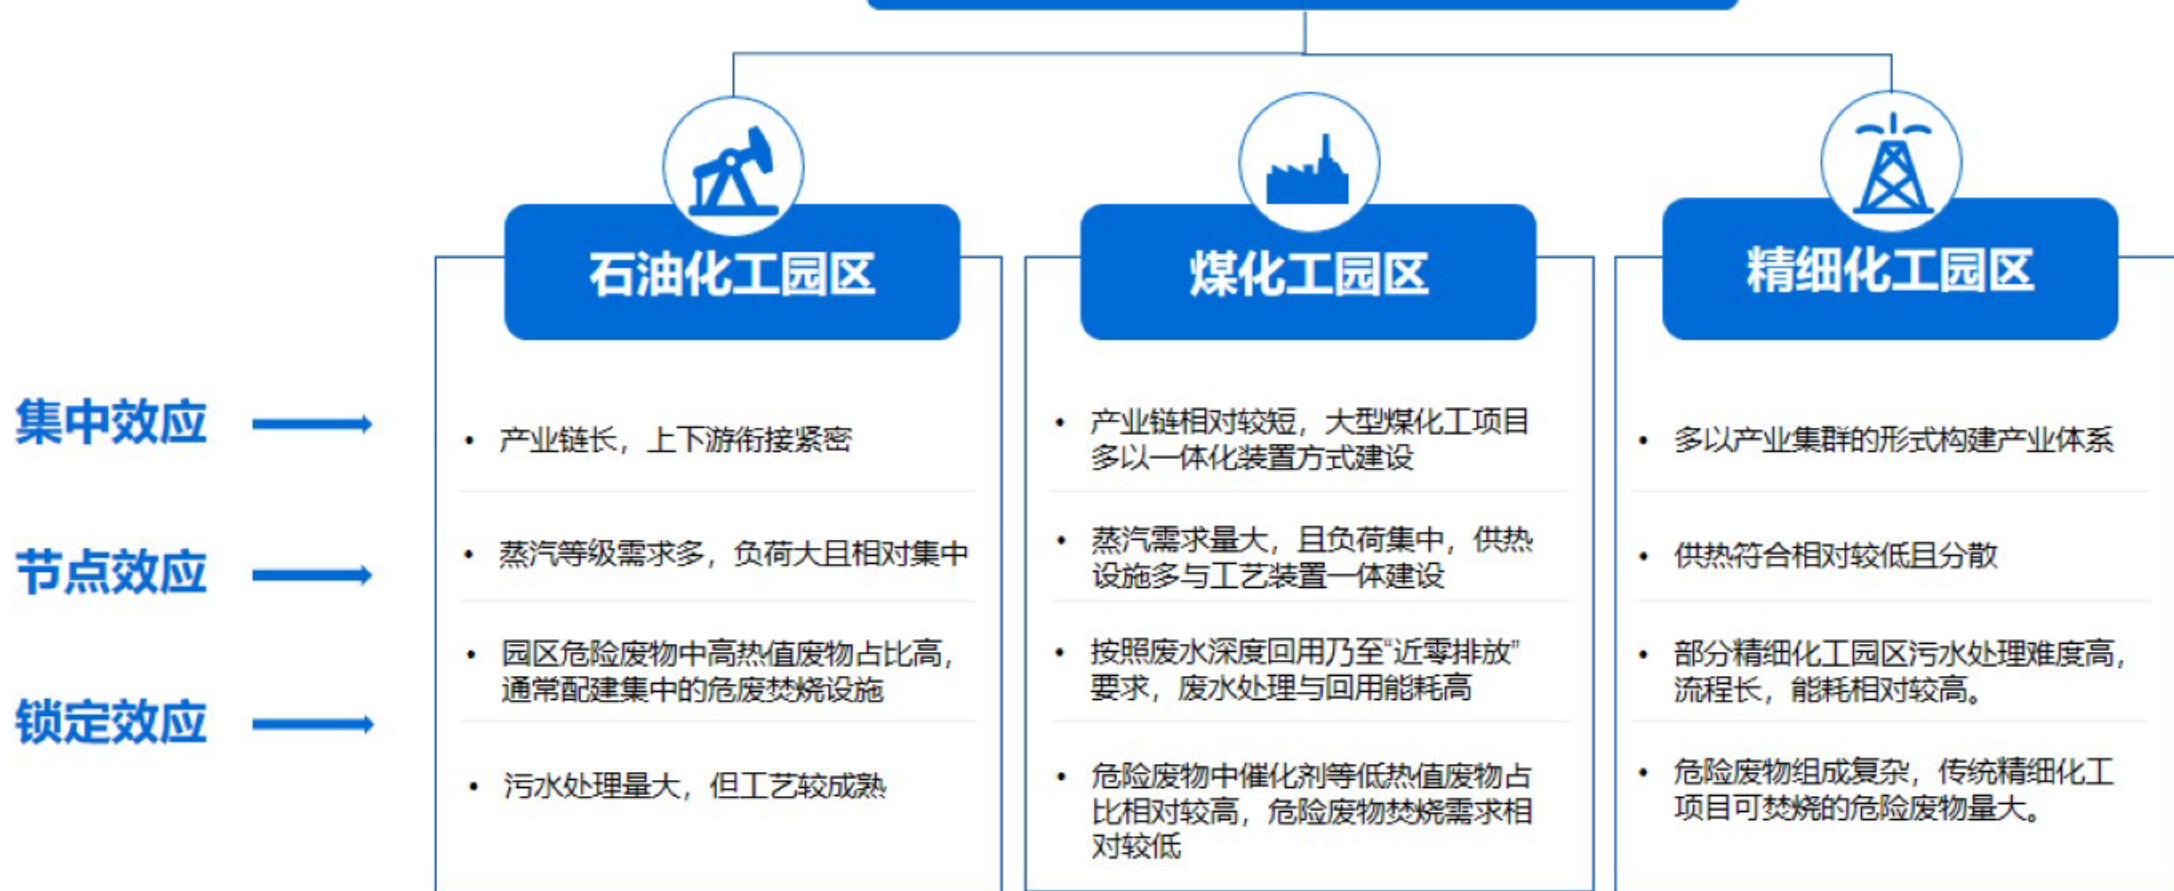 石油化工园区
煤化工园区
精细化工园区
集中效应
节点效应
锁定效应
• 产业链长，上下游衔接紧密
• 蒸汽等级需求多，负荷大且相对集中
• 园区危险废物中高热值废物占比高，
通常配建集中的危废焚烧设施
• 污水处理量大，但工艺较成熟
• 产业链相对较短，大型煤化工项目
多以一体化装置方式建设
• 蒸汽需求量大，且负荷集中，供热
设施多与工艺装置一体建设
• 按照废水深度回用乃至“近零排放”
要求，废水处理与回用能耗高
• 危险废物中催化剂等低热值废物占
比相对较高，危险废物焚烧需求相
对较低
• 多以产业集群的形式构建产业体系
• 供热符合相对较低且分散
• 部分精细化工园区污水处理难度高，
流程长，能耗相对较高。
• 危险废物组成复杂，传统精细化工
项目可焚烧的危险废物量大。